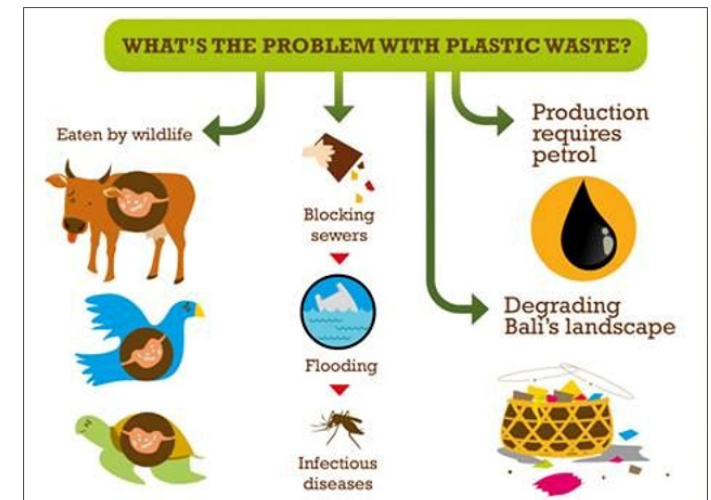 WHAT'S THE PROBLEM WITH PLASTIC WASTE?
Eaten by wildlife
Blocking
sewers
Flooding
Infectious
diseases
Production
requires
petrol
Degrading
Bali's landscape